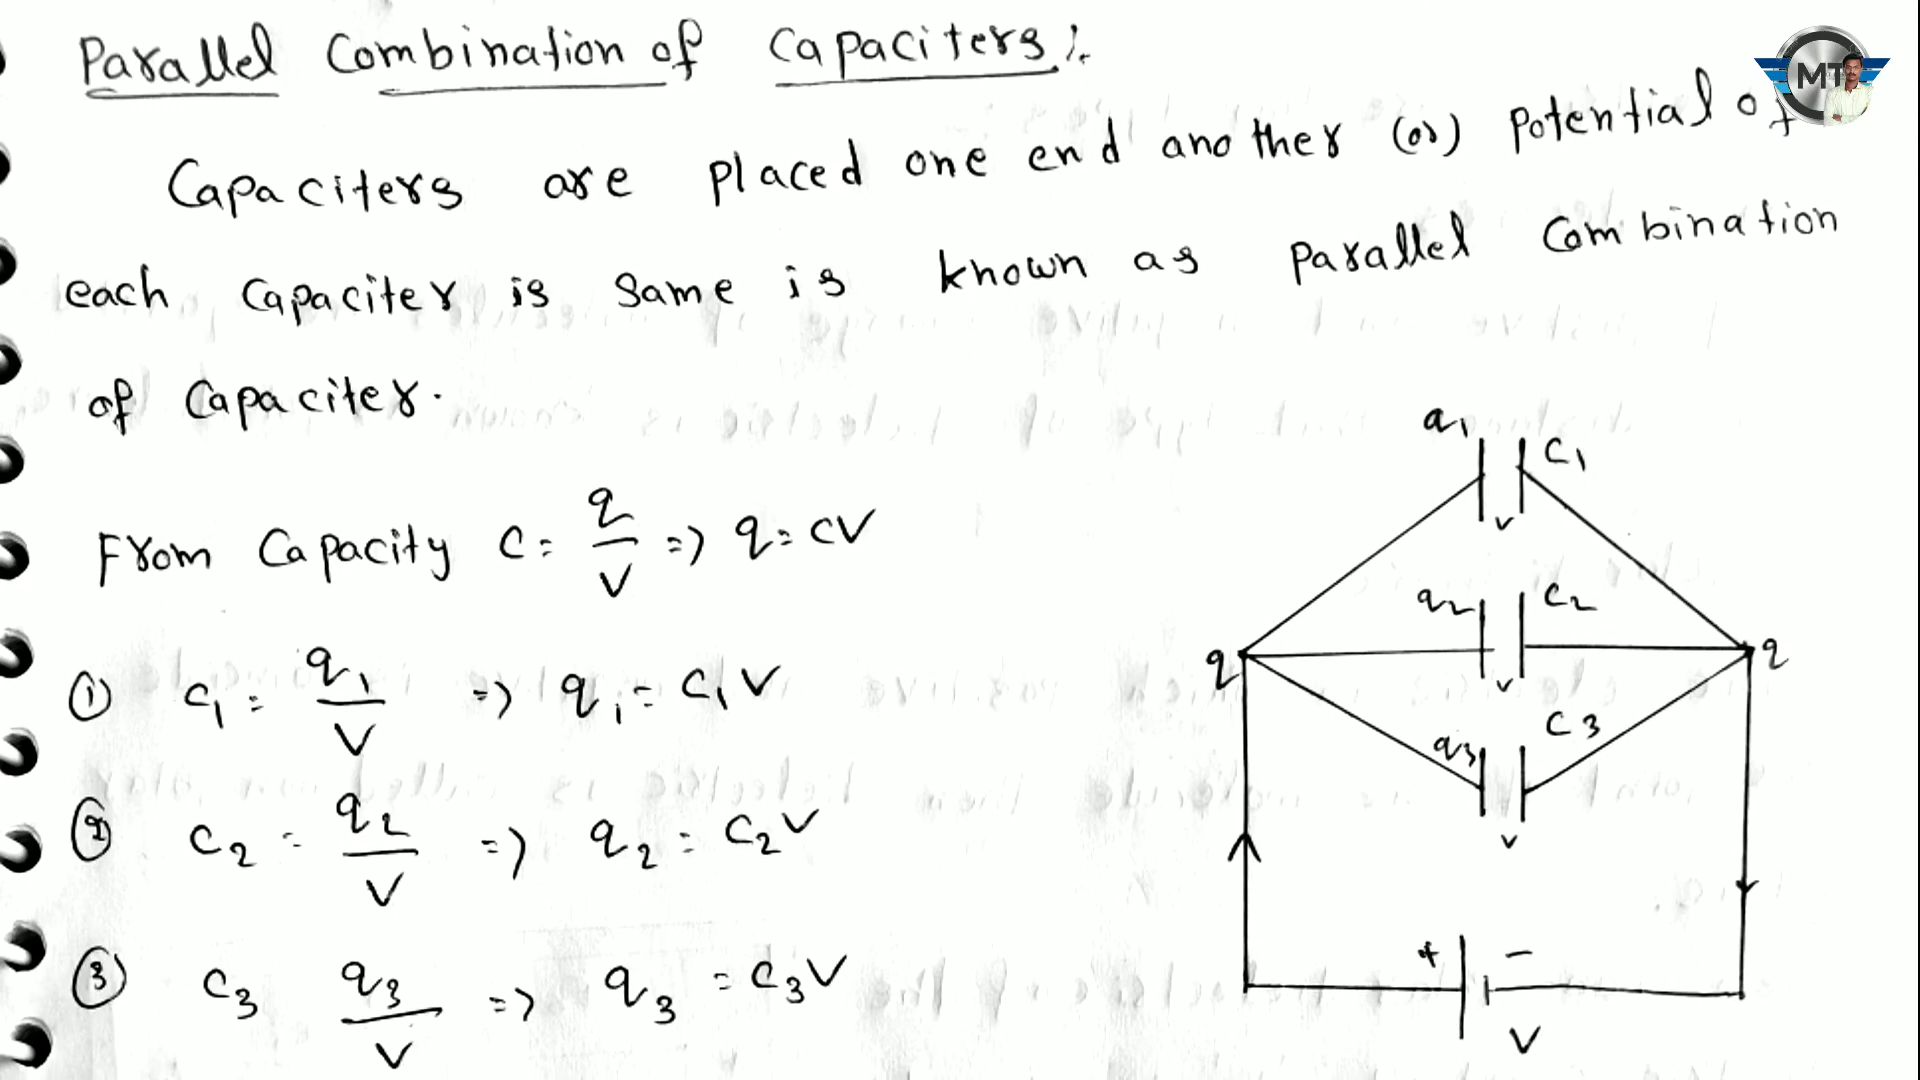 Parallel Combination of Capaciters:-
MT
Capaciters are placed one end another (or) Potential of
each Capaciter is Same is known as Parallel Combination
of Capaciter.
From Capacity C = q/V => q = CV
① C1 = q1/V => q1 = C1V
② C2 = q2/V => q2 = C2V
③ C3 q3/V => q3 = C3V
q1 C1
V
q2 C2
q V q
q3 C3
V
+ -
V